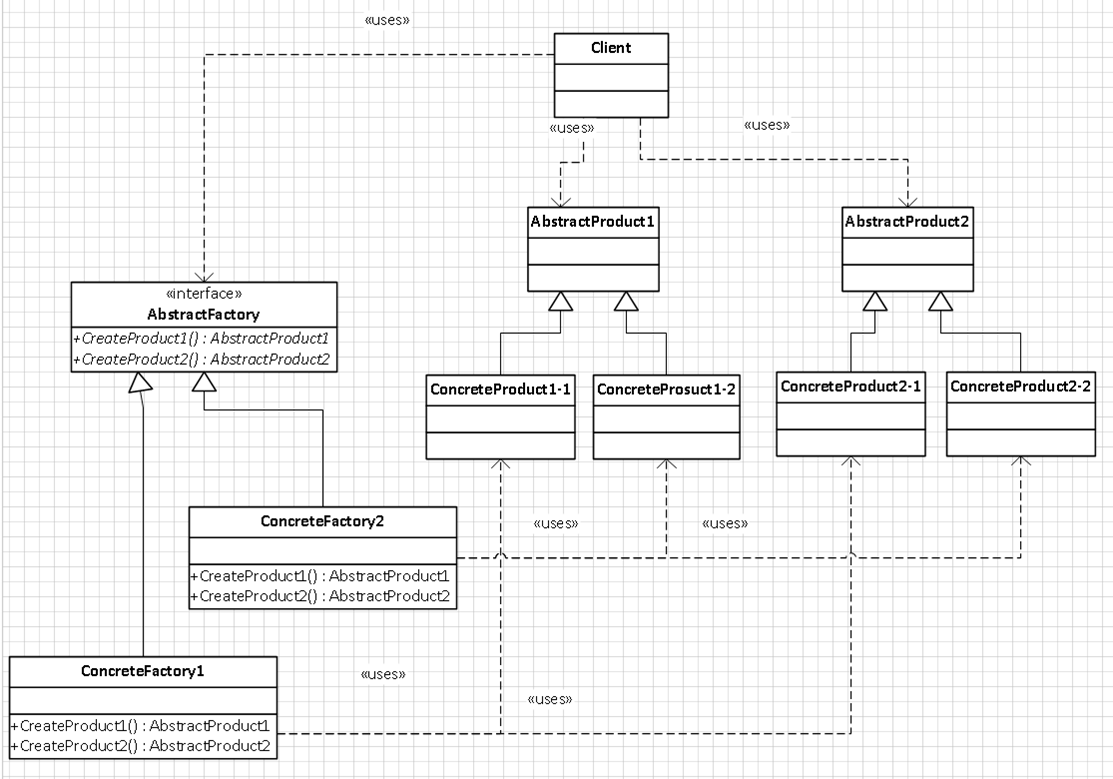 «uses»
Client
«uses»
«uses»
AbstractProduct1
AbstractProduct2
«interface»
AbstractFactory
+CreateProduct1() : AbstractProduct1
+CreateProduct2() : AbstractProduct2
ConcreteProduct1-1
ConcreteProsuct1-2
ConcreteProduct2-1
ConcreteProduct2-2
ConcreteFactory2
«uses»
«uses»
+CreateProduct1() : AbstractProduct1
+CreateProduct2() : AbstractProduct2
ConcreteFactory1
«uses»
«uses»
+CreateProduct1() : AbstractProduct1
+CreateProduct2() : AbstractProduct2